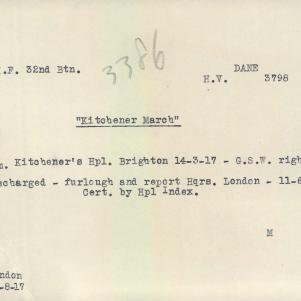 .F. 32nd Btn.
3386
DANE
H.V. 3798
"Kitchener March"
Kitchener's Hpl. Brighton 14-3-17 - G.S.W. righ
scharged - furlough and report Hqrs. London - 11-6
Cert. by Hpl Index.
M
ndon
-8-17